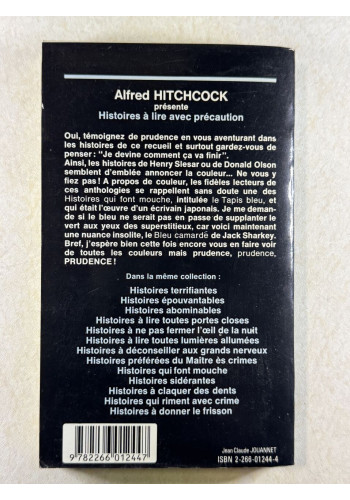 Alfred HITCHCOCK
présente
Histoires à lire avec précaution
Oui, témoignez de prudence en vous aventurant dans
les histoires de ce recueil et surtout gardez-vous de
penser : "Je devine comment ça va finir".
Ainsi, les histoires de Henry Slesar ou de Donald Olson
semblent d'emblée annoncer la couleur... Ne vous y
fiez pas ! A propos de couleur, les fidèles lecteurs de
ces anthologies se rappellent sans doute une des
Histoires qui font mouche, intitulée le Tapis bleu, et
qui était l'œuvre d'un écrivain japonais. Je me deman-
de si le bleu ne serait pas en passe de supplanter le
vert aux yeux des superstitieux, car voici maintenant
une nuance insolite, le Bleu camarde de Jack Sharkey.
Bref, j'espère bien cette fois encore vous en faire voir
de toutes les couleurs mais prudence, prudence,
PRUDENCE !
Dans la même collection :
Histoires terrifiantes
Histoires épouvantables
Histoires abominables
Histoires à lire toutes portes closes
Histoires à ne pas fermer l'œil de la nuit
Histoires à lire toutes lumières allumées
Histoires à déconseiller aux grands nerveux
Histoires préférées du Maître ès crimes
Histoires qui font mouche
Histoires sidérantes
Histoires à claquer des dents
Histoires qui riment avec crime
Histoires à donner le frisson
9 782266 012447
Jean Claude JOUANNET
ISBN 2-266-01244-4